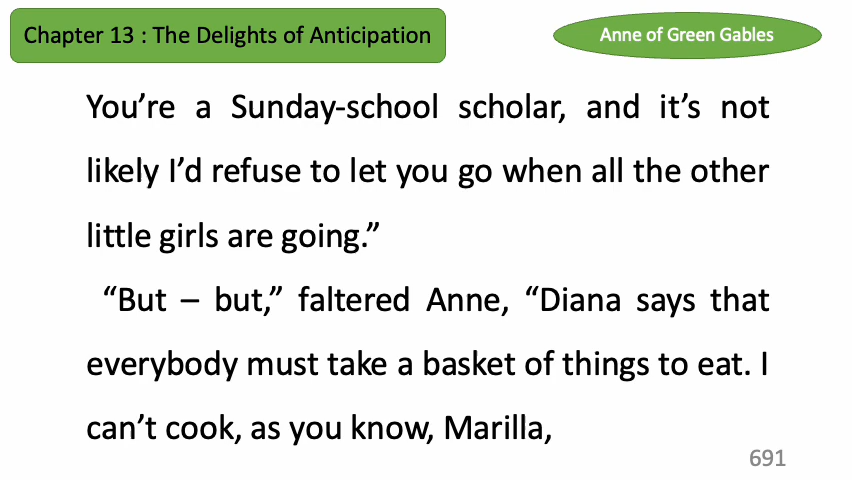 Chapter 13 : The Delights of Anticipation
Anne of Green Gables
You’re a Sunday-school scholar, and it’s not
likely I’d refuse to let you go when all the other
little girls are going.”
“But – but,” faltered Anne, “Diana says that
everybody must take a basket of things to eat. I
can’t cook, as you know, Marilla,
691